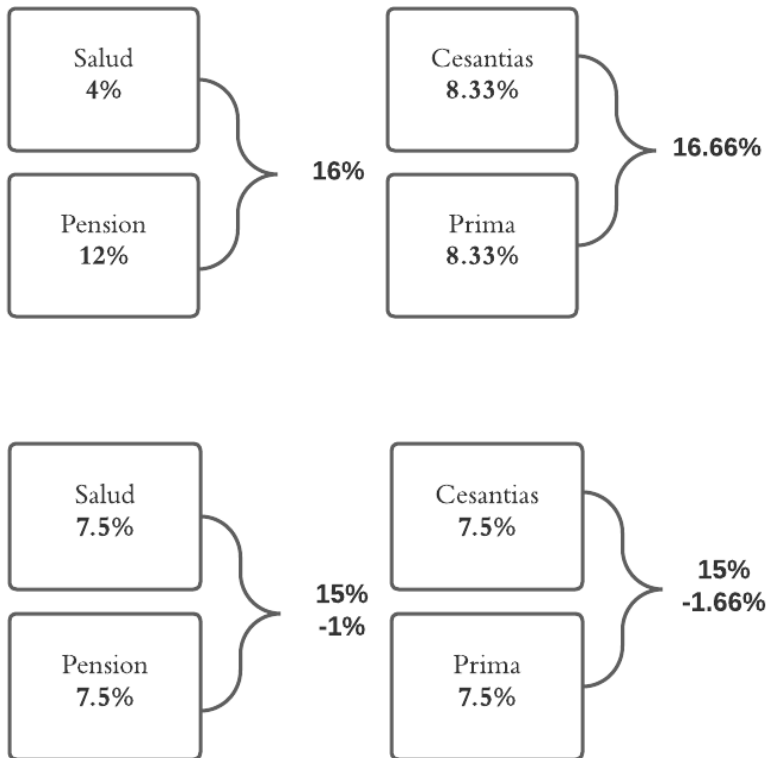 Salud
4%
Pension
12%
16%
Cesantias
8.33%
Prima
8.33%
16.66%
Salud
7.5%
Pension
7.5%
15%
-1%
Cesantias
7.5%
Prima
7.5%
15%
-1.66%